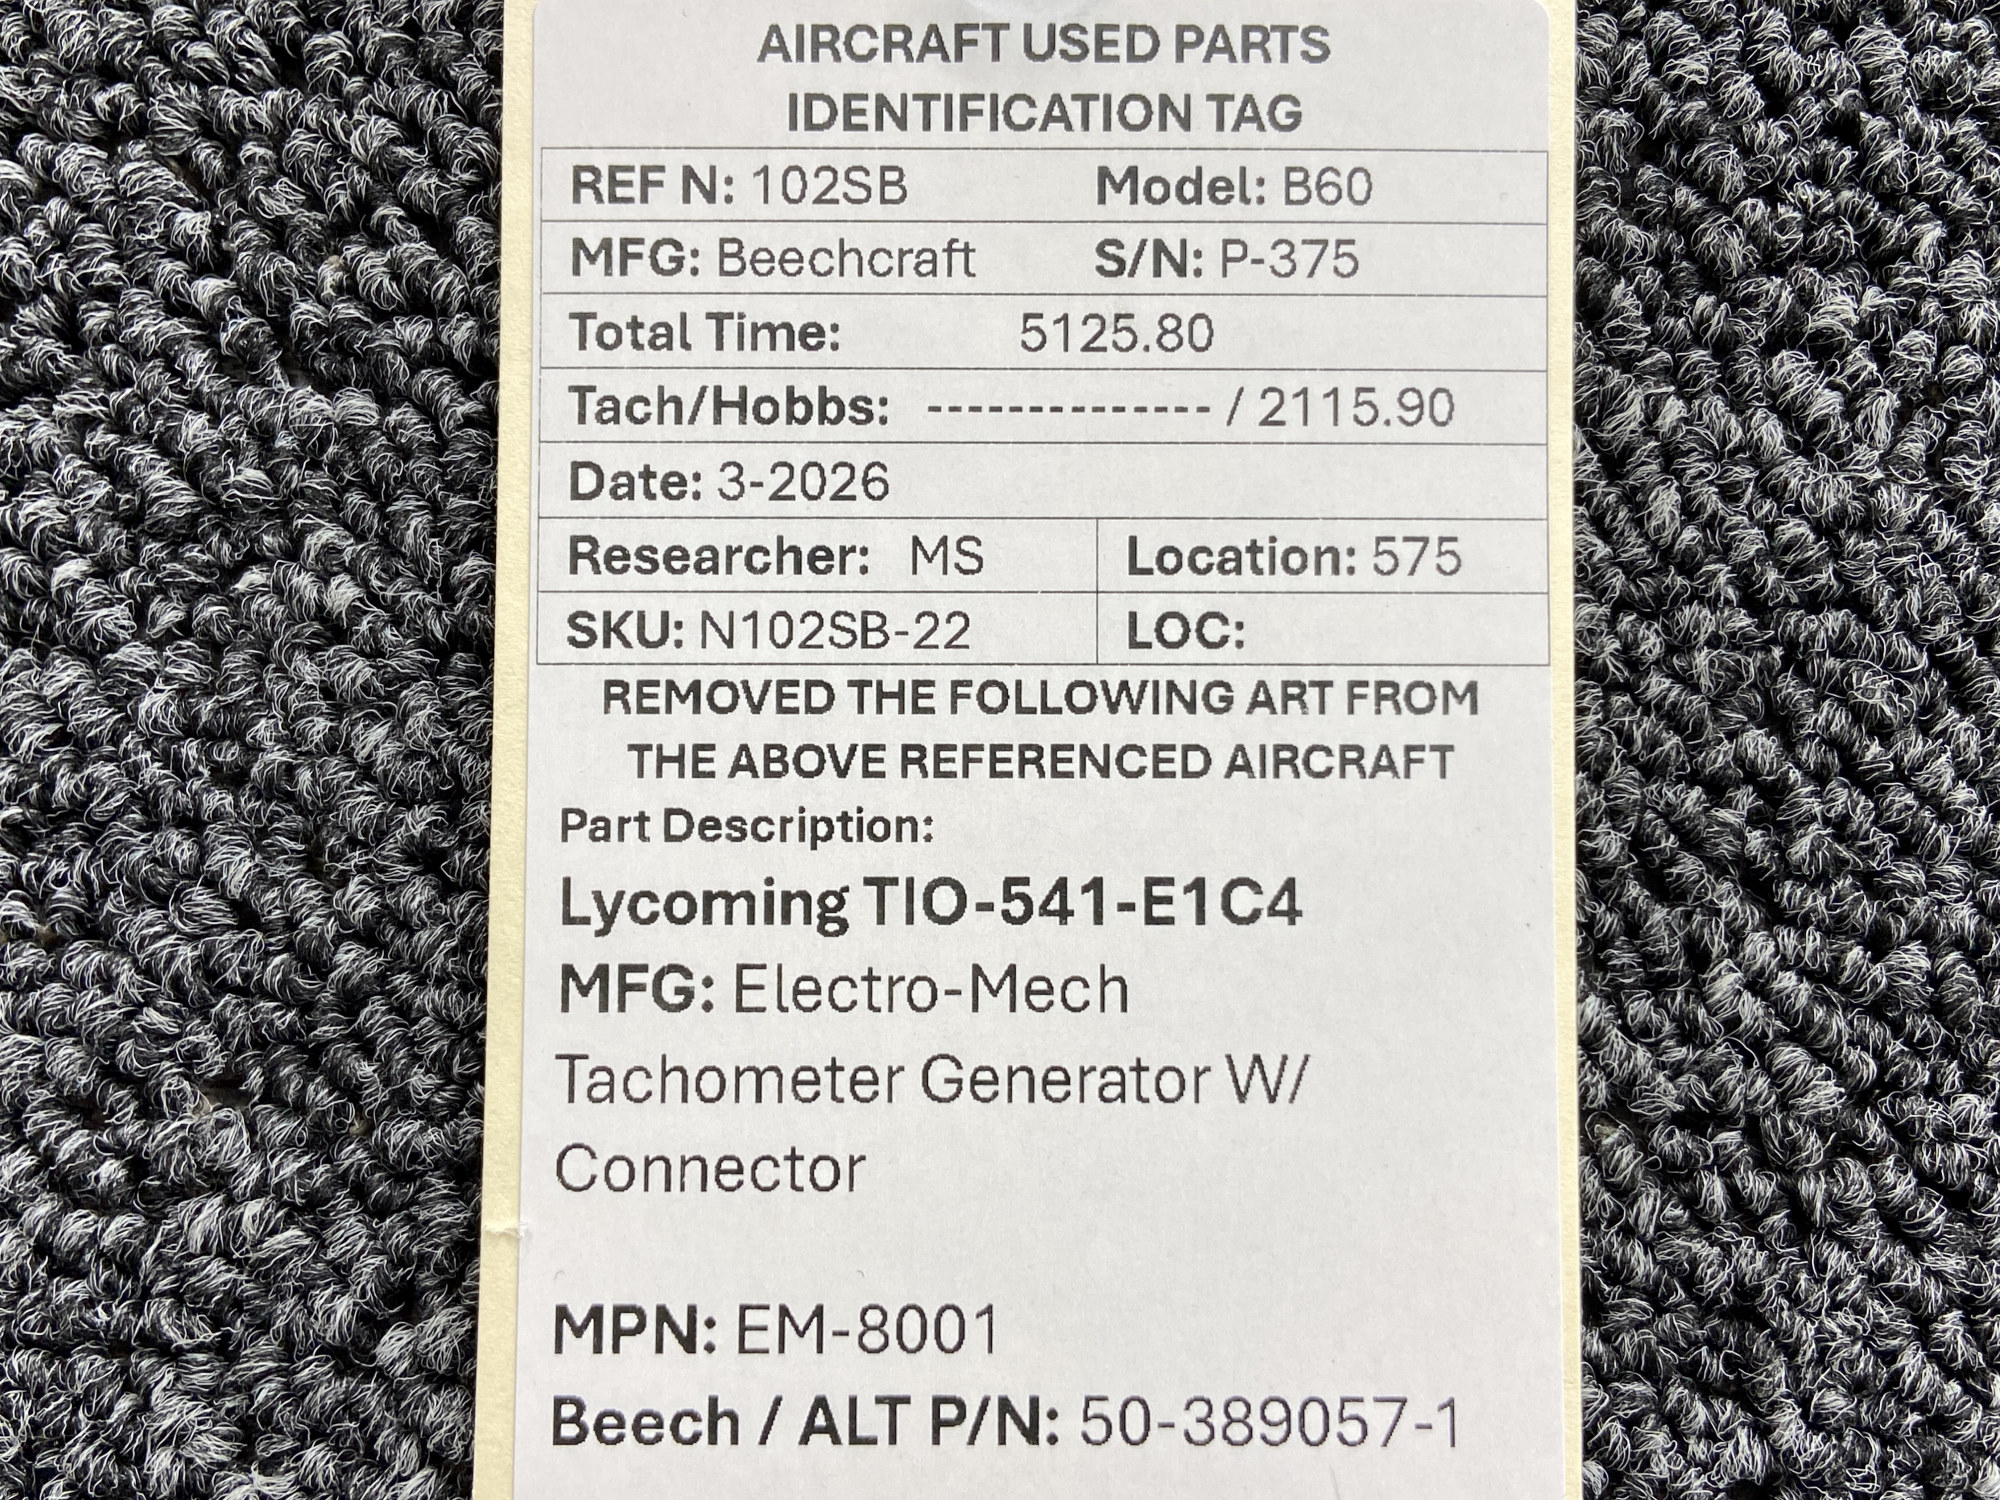 AIRCRAFT USED PARTS
IDENTIFICATION TAG
REF N: 102SB Model: B60
MFG: Beechcraft S/N: P-375
Total Time: 5125.80
Tach/Hobbs: -------------- / 2115.90
Date: 3-2026
Researcher: MS Location: 575
SKU: N102SB-22 LOC:
REMOVED THE FOLLOWING ART FROM
THE ABOVE REFERENCED AIRCRAFT
Part Description:
Lycoming TIO-541-E1C4
MFG: Electro-Mech
Tachometer Generator W/
Connector
MPN: EM-8001
Beech / ALT P/N: 50-389057-1